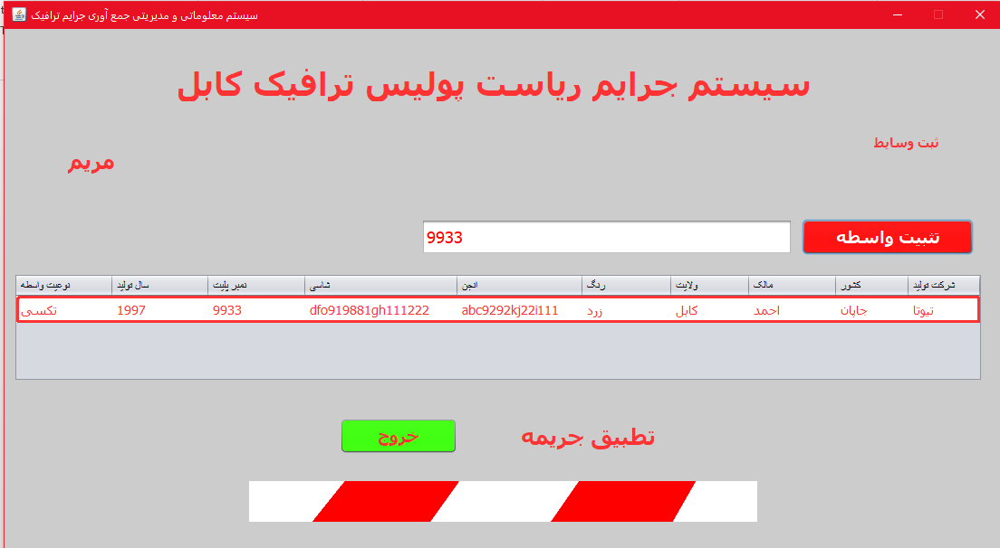 سیستم معلوماتی و مدیریتی جمع آوری جرایم ترافیک
سیستم جرایم ریاست پولیس ترافیک کابل
ثبت وسایط
مریم
تثبیت واسطه
9933
شرکت تولید کشور مالک ولایت رنگ انجن شاسی نمبر پلیت سال تولید نوعیت واسطه
تیوتا جاپان احمد کابل زرد abc9292kj22i111 dfo919881gh111222 9933 1997 تکسی
تطبیق جریمه
خروج